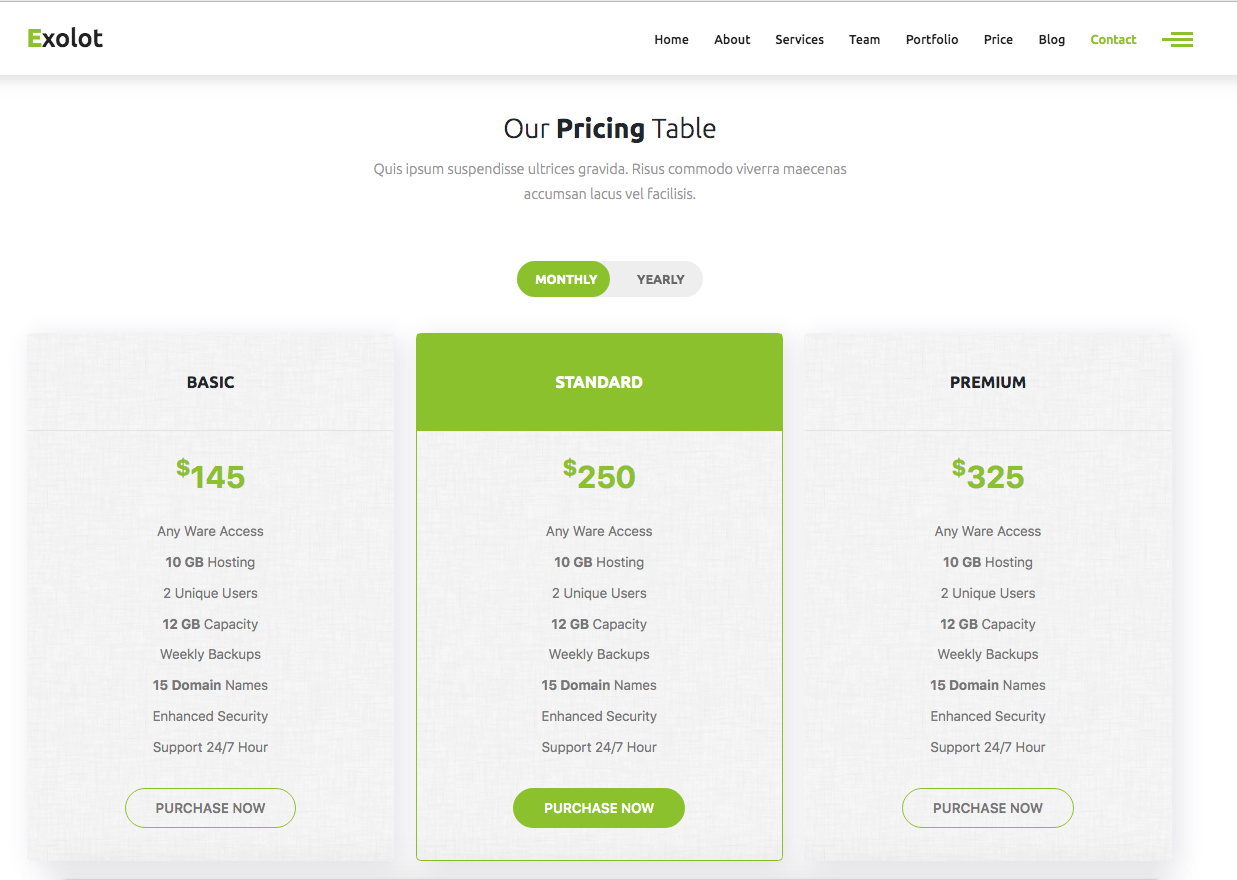 Exolot
Home About Services Team Portfolio Price Blog Contact
Our Pricing Table
Quis ipsum suspendisse ultrices gravida. Risus commodo viverra maecenas
accumsan lacus vel facilisis.
MONTHLY YEARLY
BASIC
$145
Any Ware Access
10 GB Hosting
2 Unique Users
12 GB Capacity
Weekly Backups
15 Domain Names
Enhanced Security
Support 24/7 Hour
PURCHASE NOW
STANDARD
$250
Any Ware Access
10 GB Hosting
2 Unique Users
12 GB Capacity
Weekly Backups
15 Domain Names
Enhanced Security
Support 24/7 Hour
PURCHASE NOW
PREMIUM
$325
Any Ware Access
10 GB Hosting
2 Unique Users
12 GB Capacity
Weekly Backups
15 Domain Names
Enhanced Security
Support 24/7 Hour
PURCHASE NOW